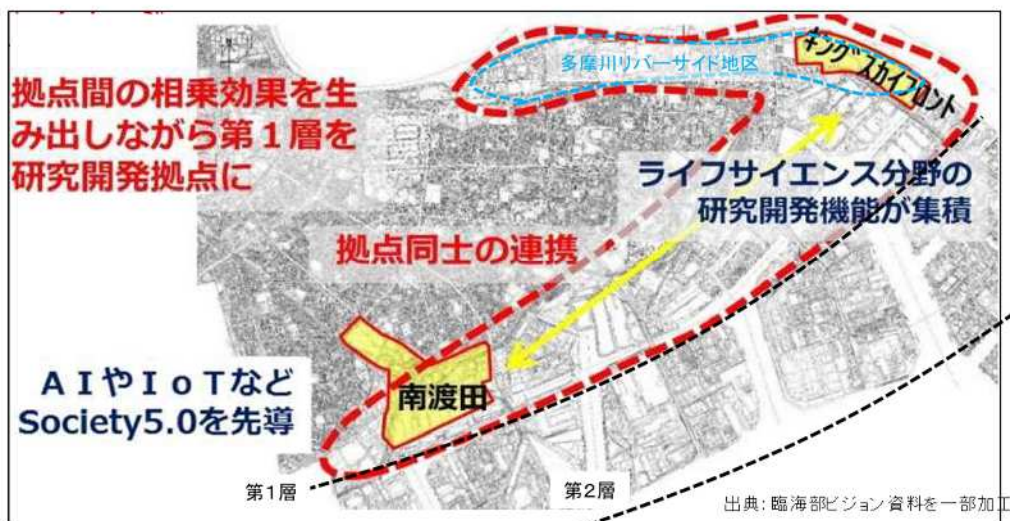 多摩川リバーサイド地区
キングスカイフロント
拠点間の相乗効果を生
み出しながら第１層を
研究開発拠点に
ライフサイエンス分野の
研究開発機能が集積
拠点同士の連携
ＡＩやＩｏＴなど
Society5.0を先導
南渡田
第1層
第2層
出典：臨海部ビジョン資料を一部加工